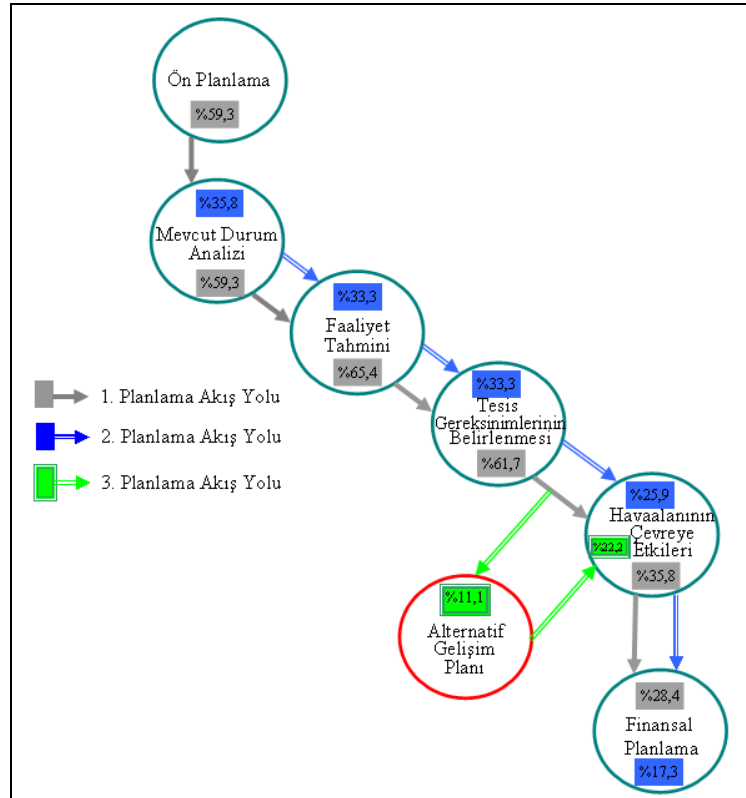 Ön Planlama
%59,3
%35,8
Mevcut Durum
Analizi
%59,3
%33,3
Faaliyet
Tahmini
%65,4
%33,3
Tesis
Gereksinimlerinin
Belirlenmesi
%61,7
1. Planlama Akış Yolu
2. Planlama Akış Yolu
3. Planlama Akış Yolu
%25,9
Havaalanının
Çevreye
%22,2
Etkileri
%35,8
%11,1
Alternatif
Gelişim
Planı
%28,4
Finansal
Planlama
%17,3